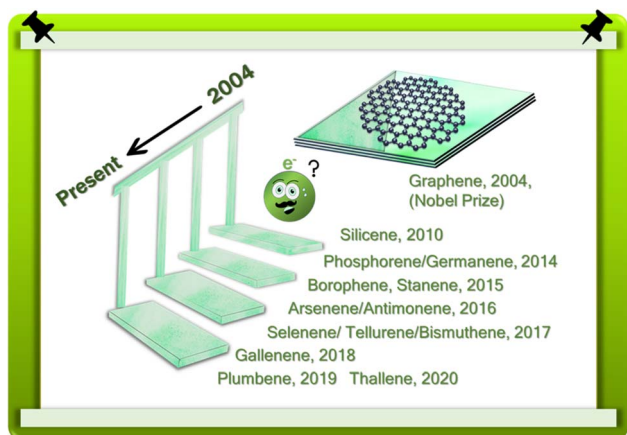 2004
Present
e-
?
Graphene, 2004,
(Nobel Prize)
Silicene, 2010
Phosphorene/Germanene, 2014
Borophene, Stanene, 2015
Arsenene/Antimonene, 2016
Selenene/ Tellurene/Bismuthene, 2017
Gallenene, 2018
Plumbene, 2019 Thallene, 2020